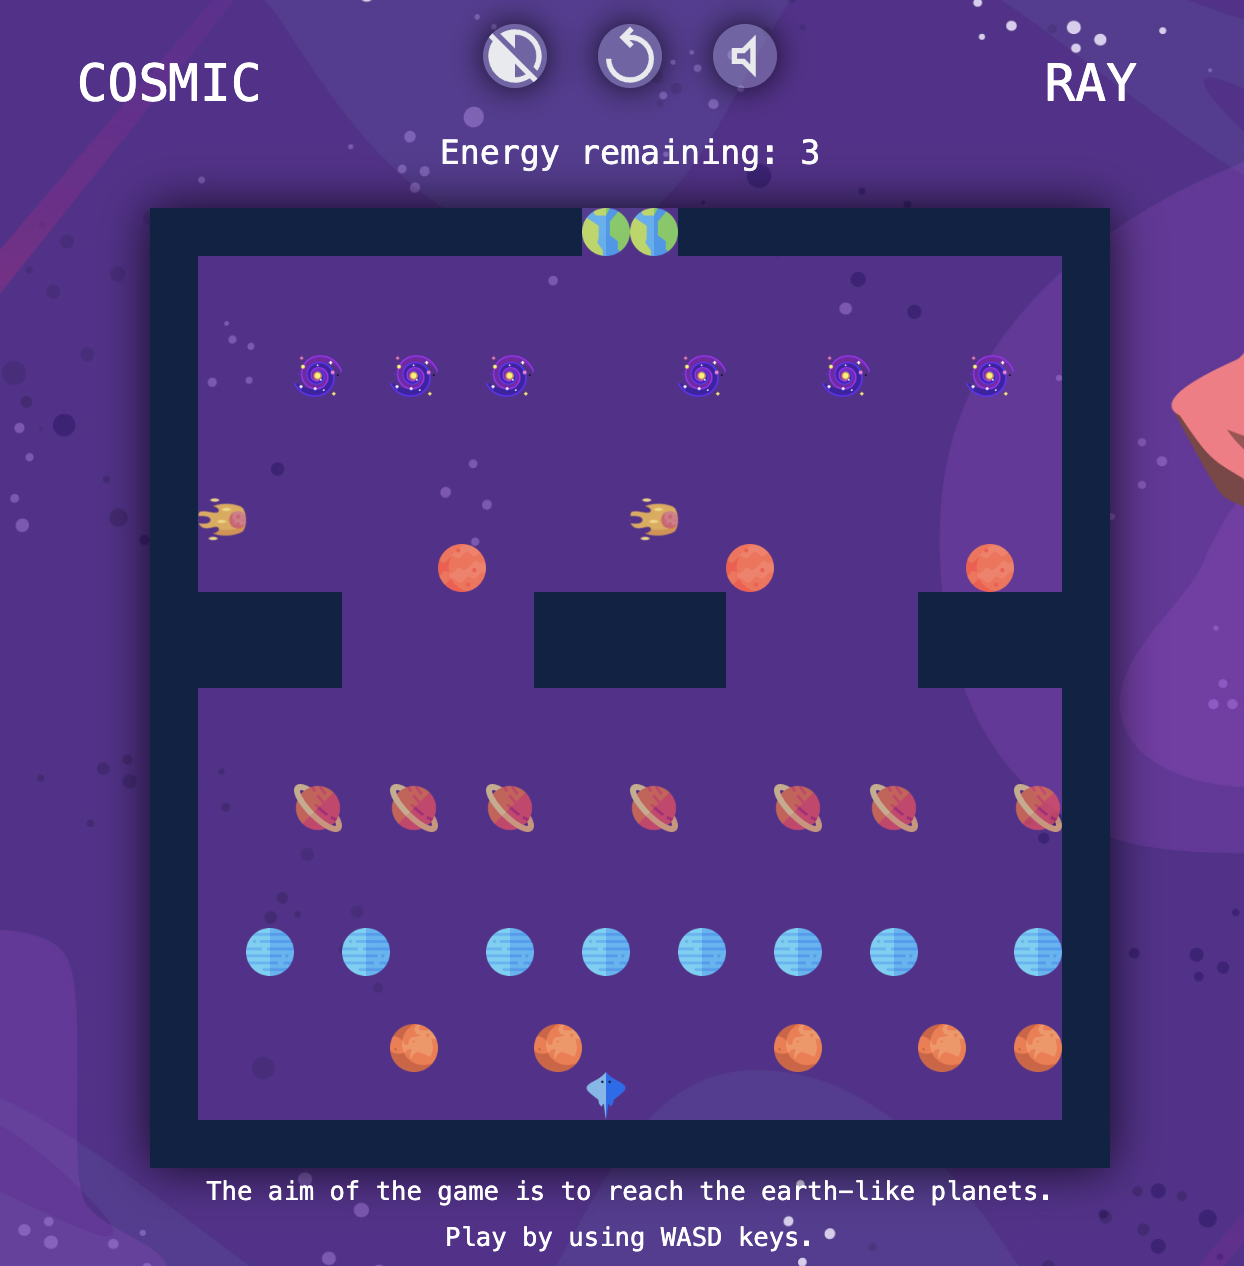 COSMIC
RAY
Energy remaining: 3
The aim of the game is to reach the earth-like planets.
Play by using WASD keys.